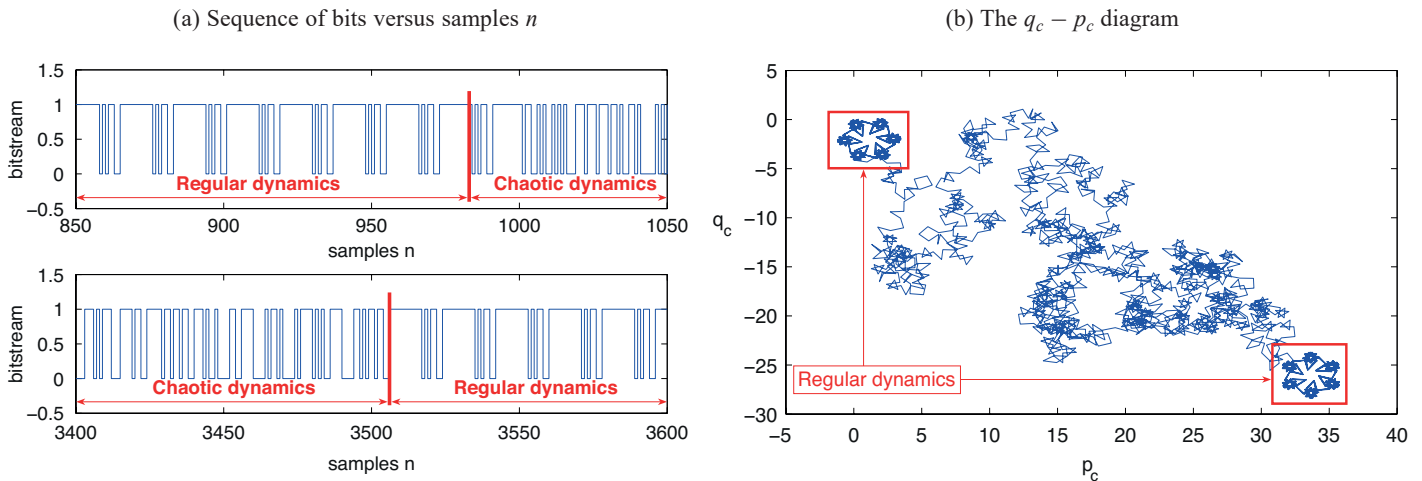 (a) Sequence of bits versus samples n
1.5
1
0.5
0
−0.5
bitstream
Regular dynamics
Chaotic dynamics
850
900
950
1000
1050
samples n
1.5
1
0.5
0
−0.5
bitstream
Chaotic dynamics
Regular dynamics
3400
3450
3500
3550
3600
samples n
(b) The qc − pc diagram
5
0
−5
−10
−15
−20
−25
−30
qc
Regular dynamics
−5
0
5
10
15
20
25
30
35
40
pc